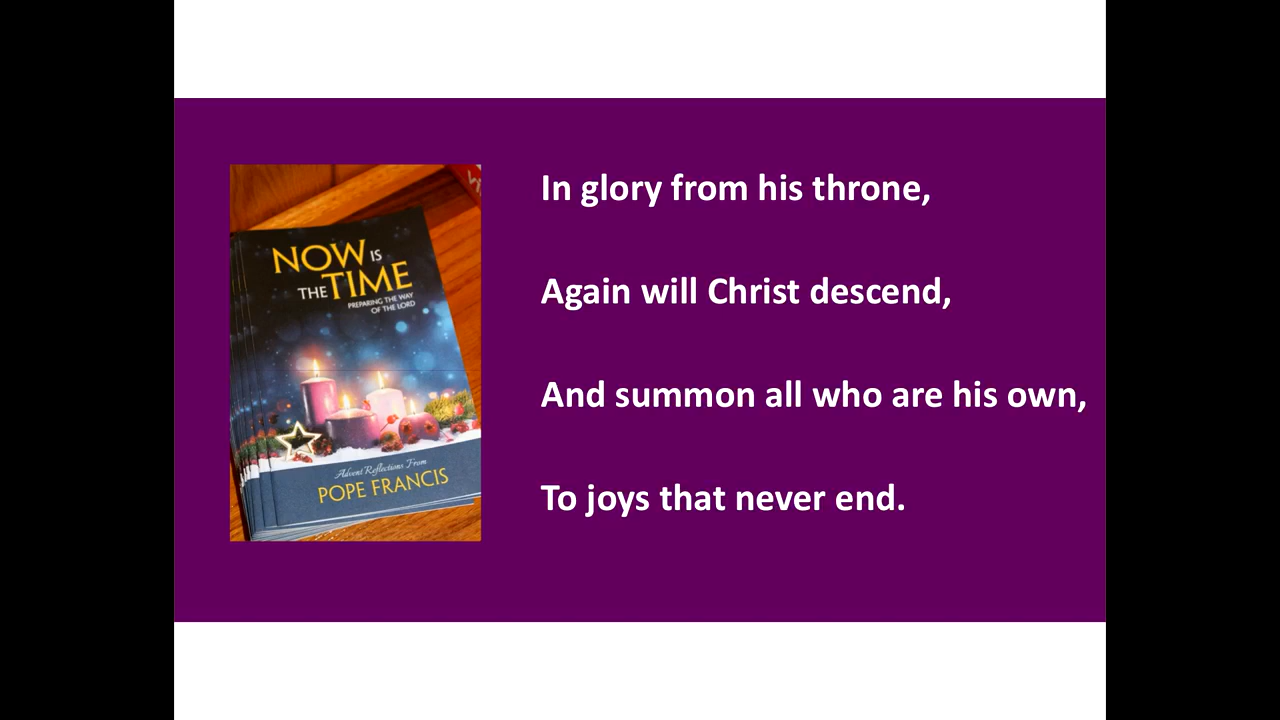 NOW IS
THE TIME
PREPARING THE WAY
OF THE LORD
Advent Reflections From
POPE FRANCIS
In glory from his throne,
Again will Christ descend,
And summon all who are his own,
To joys that never end.